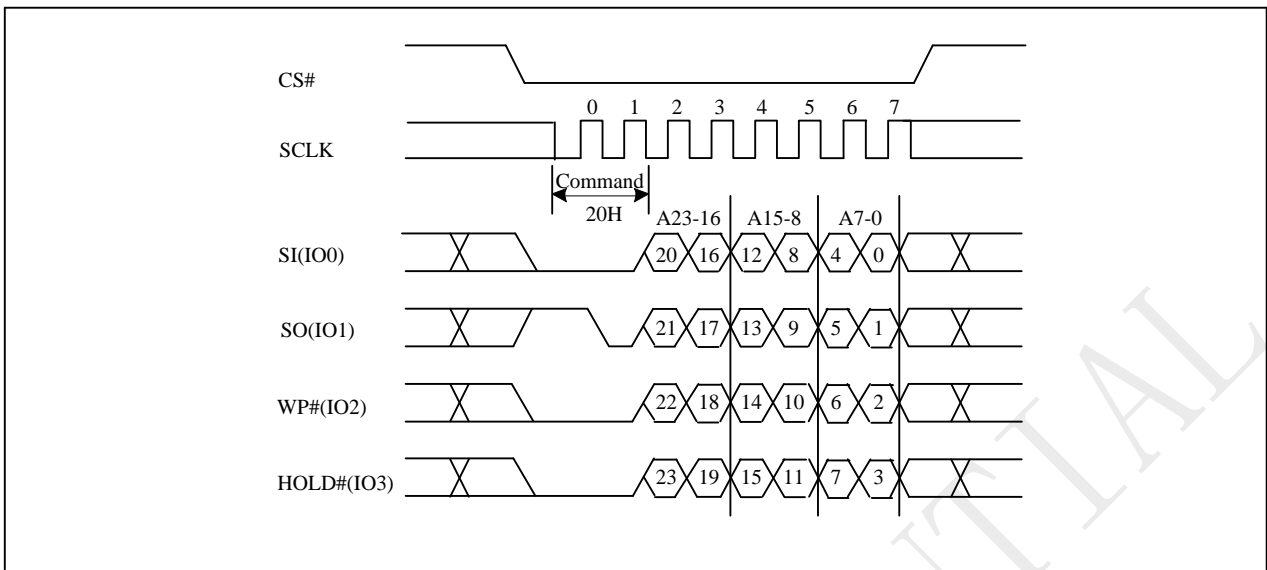 CS#
0 1 2 3 4 5 6 7
SCLK
Command
20H
A23-16 A15-8 A7-0
SI(IO0) 20 16 12 8 4 0
SO(IO1) 21 17 13 9 5 1
WP#(IO2) 22 18 14 10 6 2
HOLD#(IO3) 23 19 15 11 7 3
NTIAL